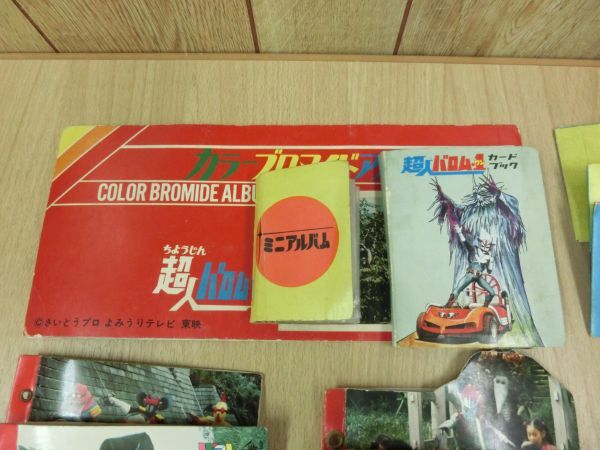 カラーブロマイドア
COLOR BROMIDE ALBU
ちょうじん
超人バロム
©さいとうプロ よみうりテレビ 東映
ミニアルバム
超人バロム・1
ワン
カード
ブック